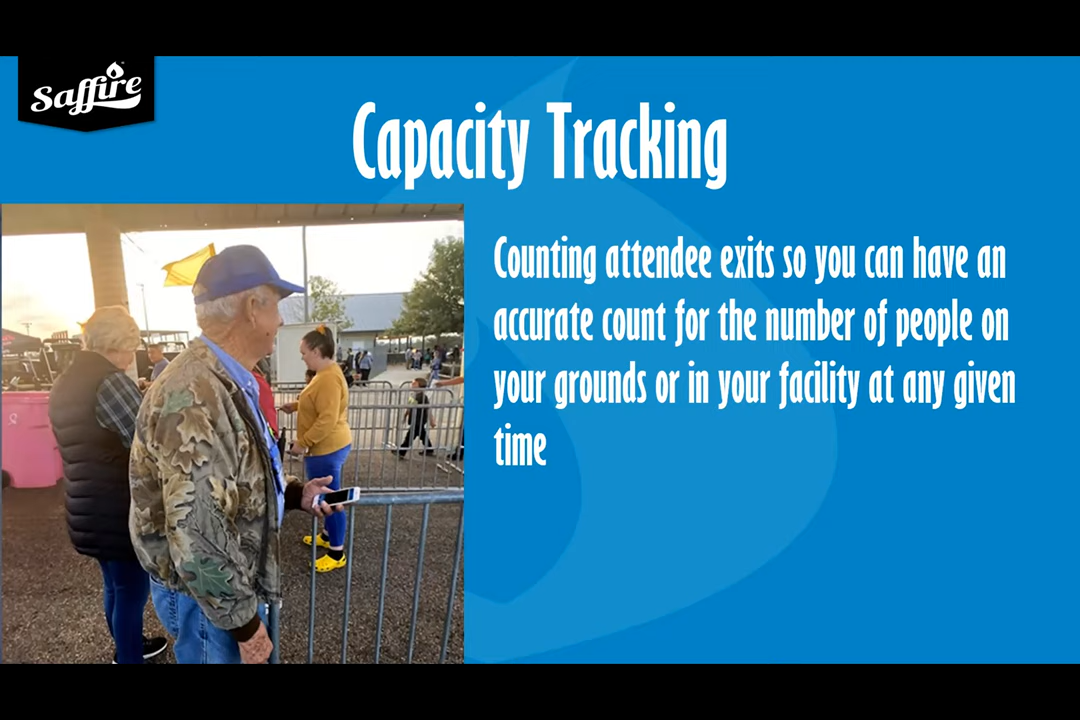 Saffire
Capacity Tracking
Counting attendee exits so you can have an
accurate count for the number of people on
your grounds or in your facility at any given
time